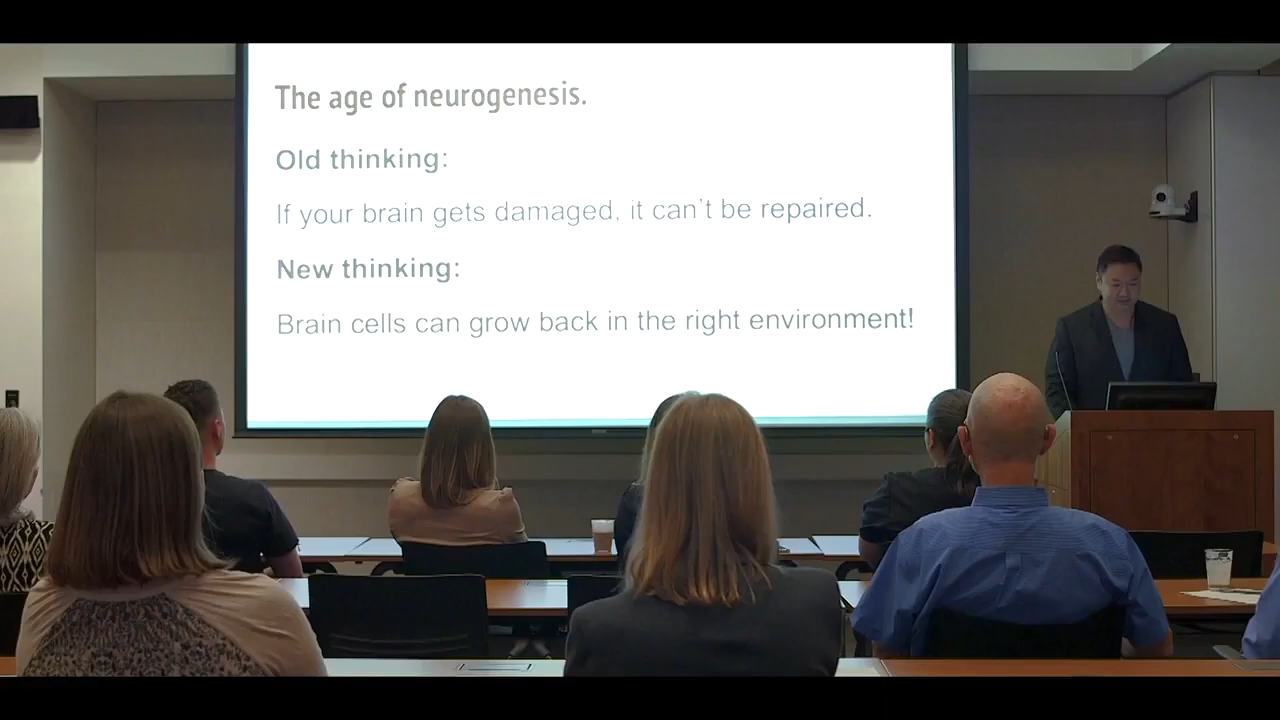 The age of neurogenesis.
Old thinking:
If your brain gets damaged, it can't be repaired.
New thinking:
Brain cells can grow back in the right environment!